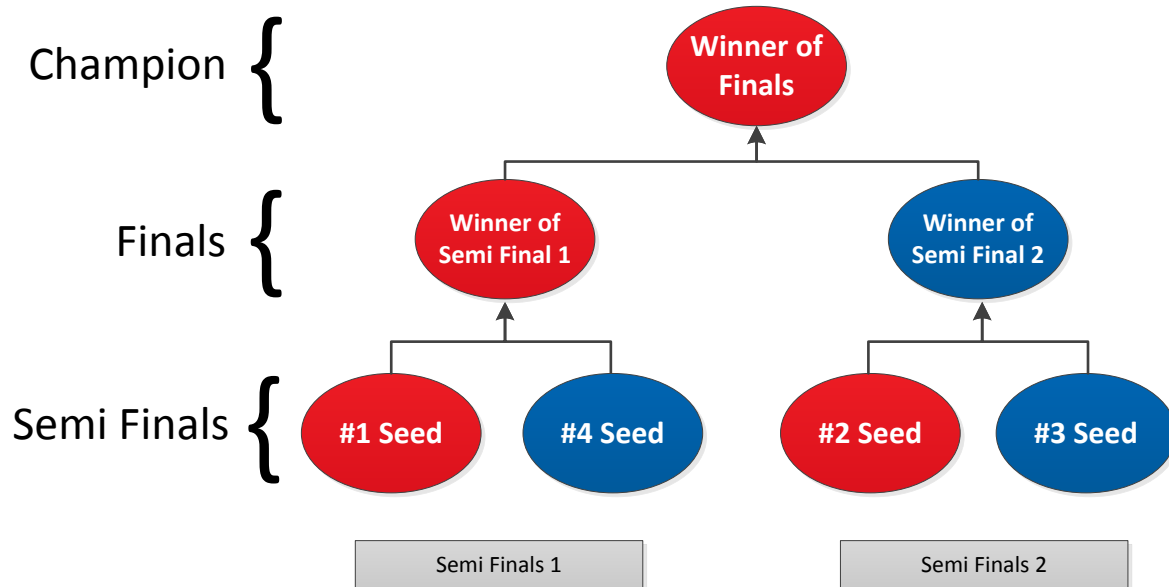 Champion
Winner of
Finals
Finals
Winner of
Semi Final 1
Winner of
Semi Final 2
Semi Finals
#1 Seed
#4 Seed
#2 Seed
#3 Seed
Semi Finals 1
Semi Finals 2